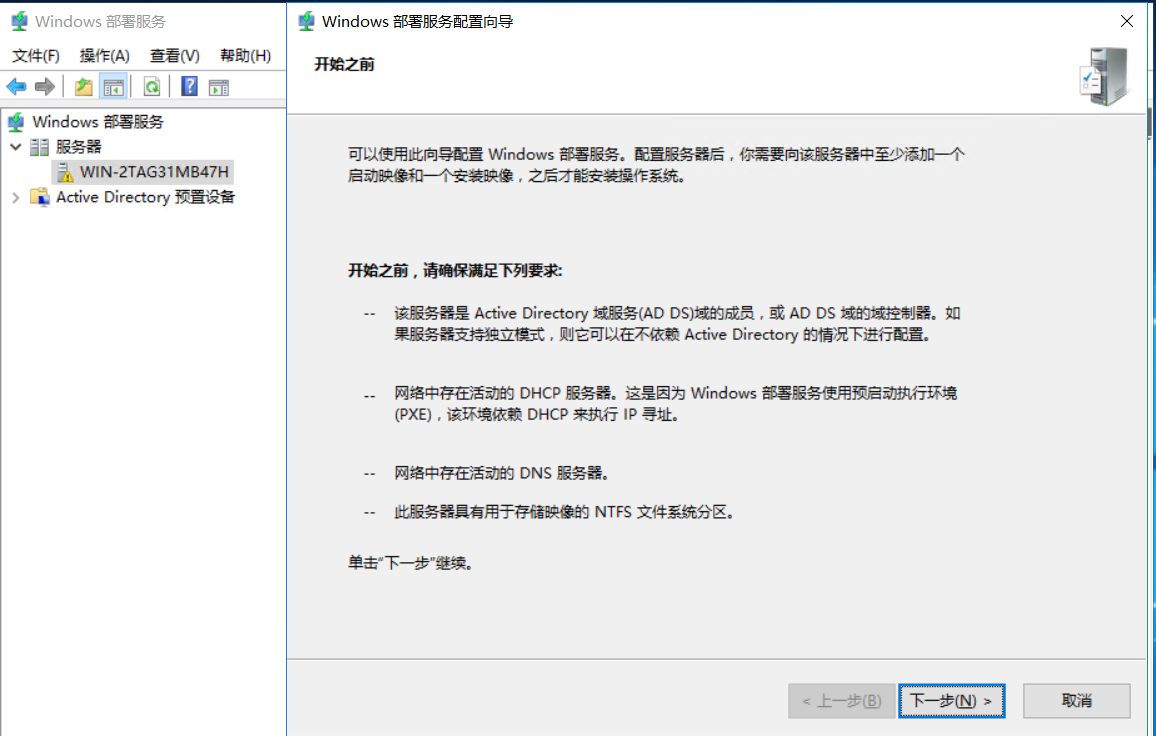 Windows 部署服务
文件(F) 操作(A) 查看(V) 帮助(H)
Windows 部署服务
服务器
WIN-2TAG31MB47H
Active Directory 预置设备
Windows 部署服务配置向导
开始之前
可以使用此向导配置 Windows 部署服务。配置服务器后，你需要向该服务器中至少添加一个
启动映像和一个安装映像，之后才能安装操作系统。
开始之前，请确保满足下列要求:
-- 该服务器是 Active Directory 域服务(AD DS)域的成员，或 AD DS 域的域控制器。如
果服务器支持独立模式，则它可以在不依赖 Active Directory 的情况下进行配置。
-- 网络中存在活动的 DHCP 服务器。这是因为 Windows 部署服务使用预启动执行环境
(PXE)，该环境依赖 DHCP 来执行 IP 寻址。
-- 网络中存在活动的 DNS 服务器。
-- 此服务器具有用于存储映像的 NTFS 文件系统分区。
单击“下一步”继续。
< 上一步(B) 下一步(N) > 取消